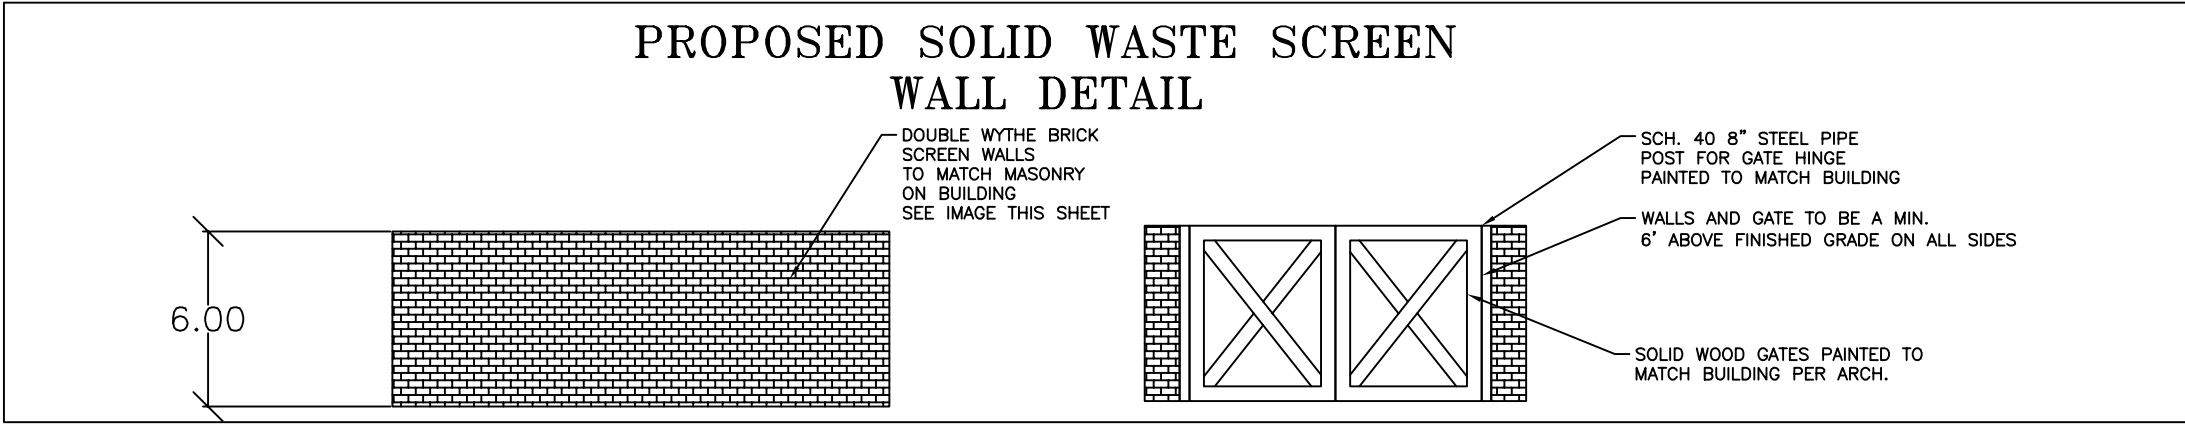 PROPOSED SOLID WASTE SCREEN
WALL DETAIL
DOUBLE WYTHE BRICK
SCREEN WALLS
TO MATCH MASONRY
ON BUILDING
SEE IMAGE THIS SHEET
SCH. 40 8" STEEL PIPE
POST FOR GATE HINGE
PAINTED TO MATCH BUILDING
WALLS AND GATE TO BE A MIN.
6' ABOVE FINISHED GRADE ON ALL SIDES
6.00
SOLID WOOD GATES PAINTED TO
MATCH BUILDING PER ARCH.